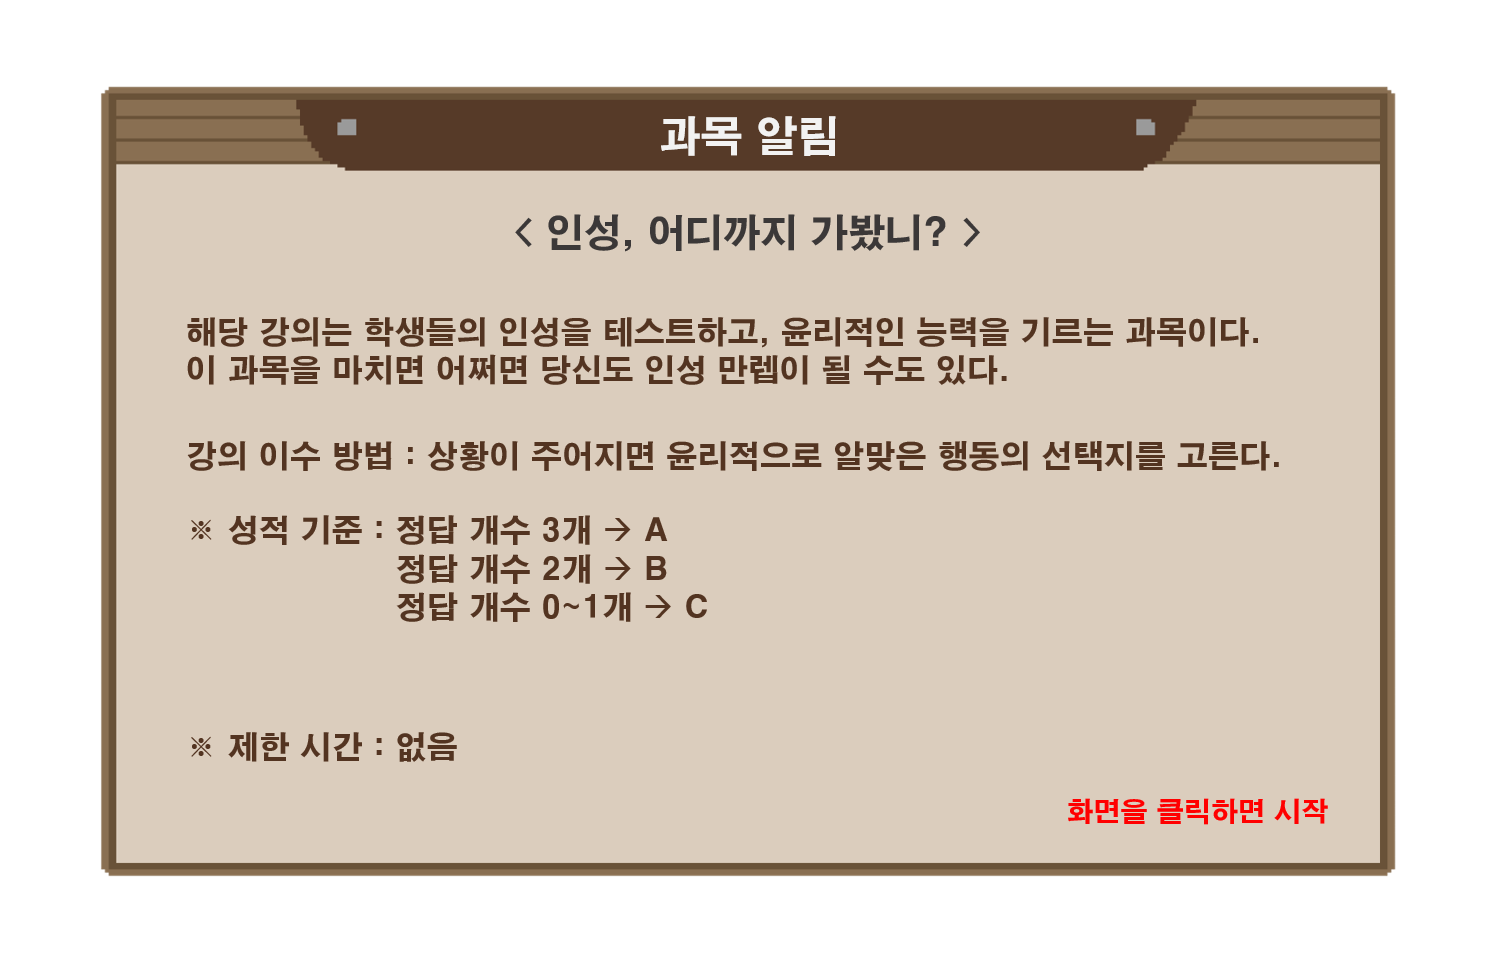 과목 알림
< 인성, 어디까지 가봤니? >
해당 강의는 학생들의 인성을 테스트하고, 윤리적인 능력을 기르는 과목이다.
이 과목을 마치면 어쩌면 당신도 인성 만렙이 될 수도 있다.
강의 이수 방법 : 상황이 주어지면 윤리적으로 알맞은 행동의 선택지를 고른다.
※ 성적 기준 : 정답 개수 3개 → A
정답 개수 2개 → B
정답 개수 0~1개 → C
※ 제한 시간 : 없음
화면을 클릭하면 시작